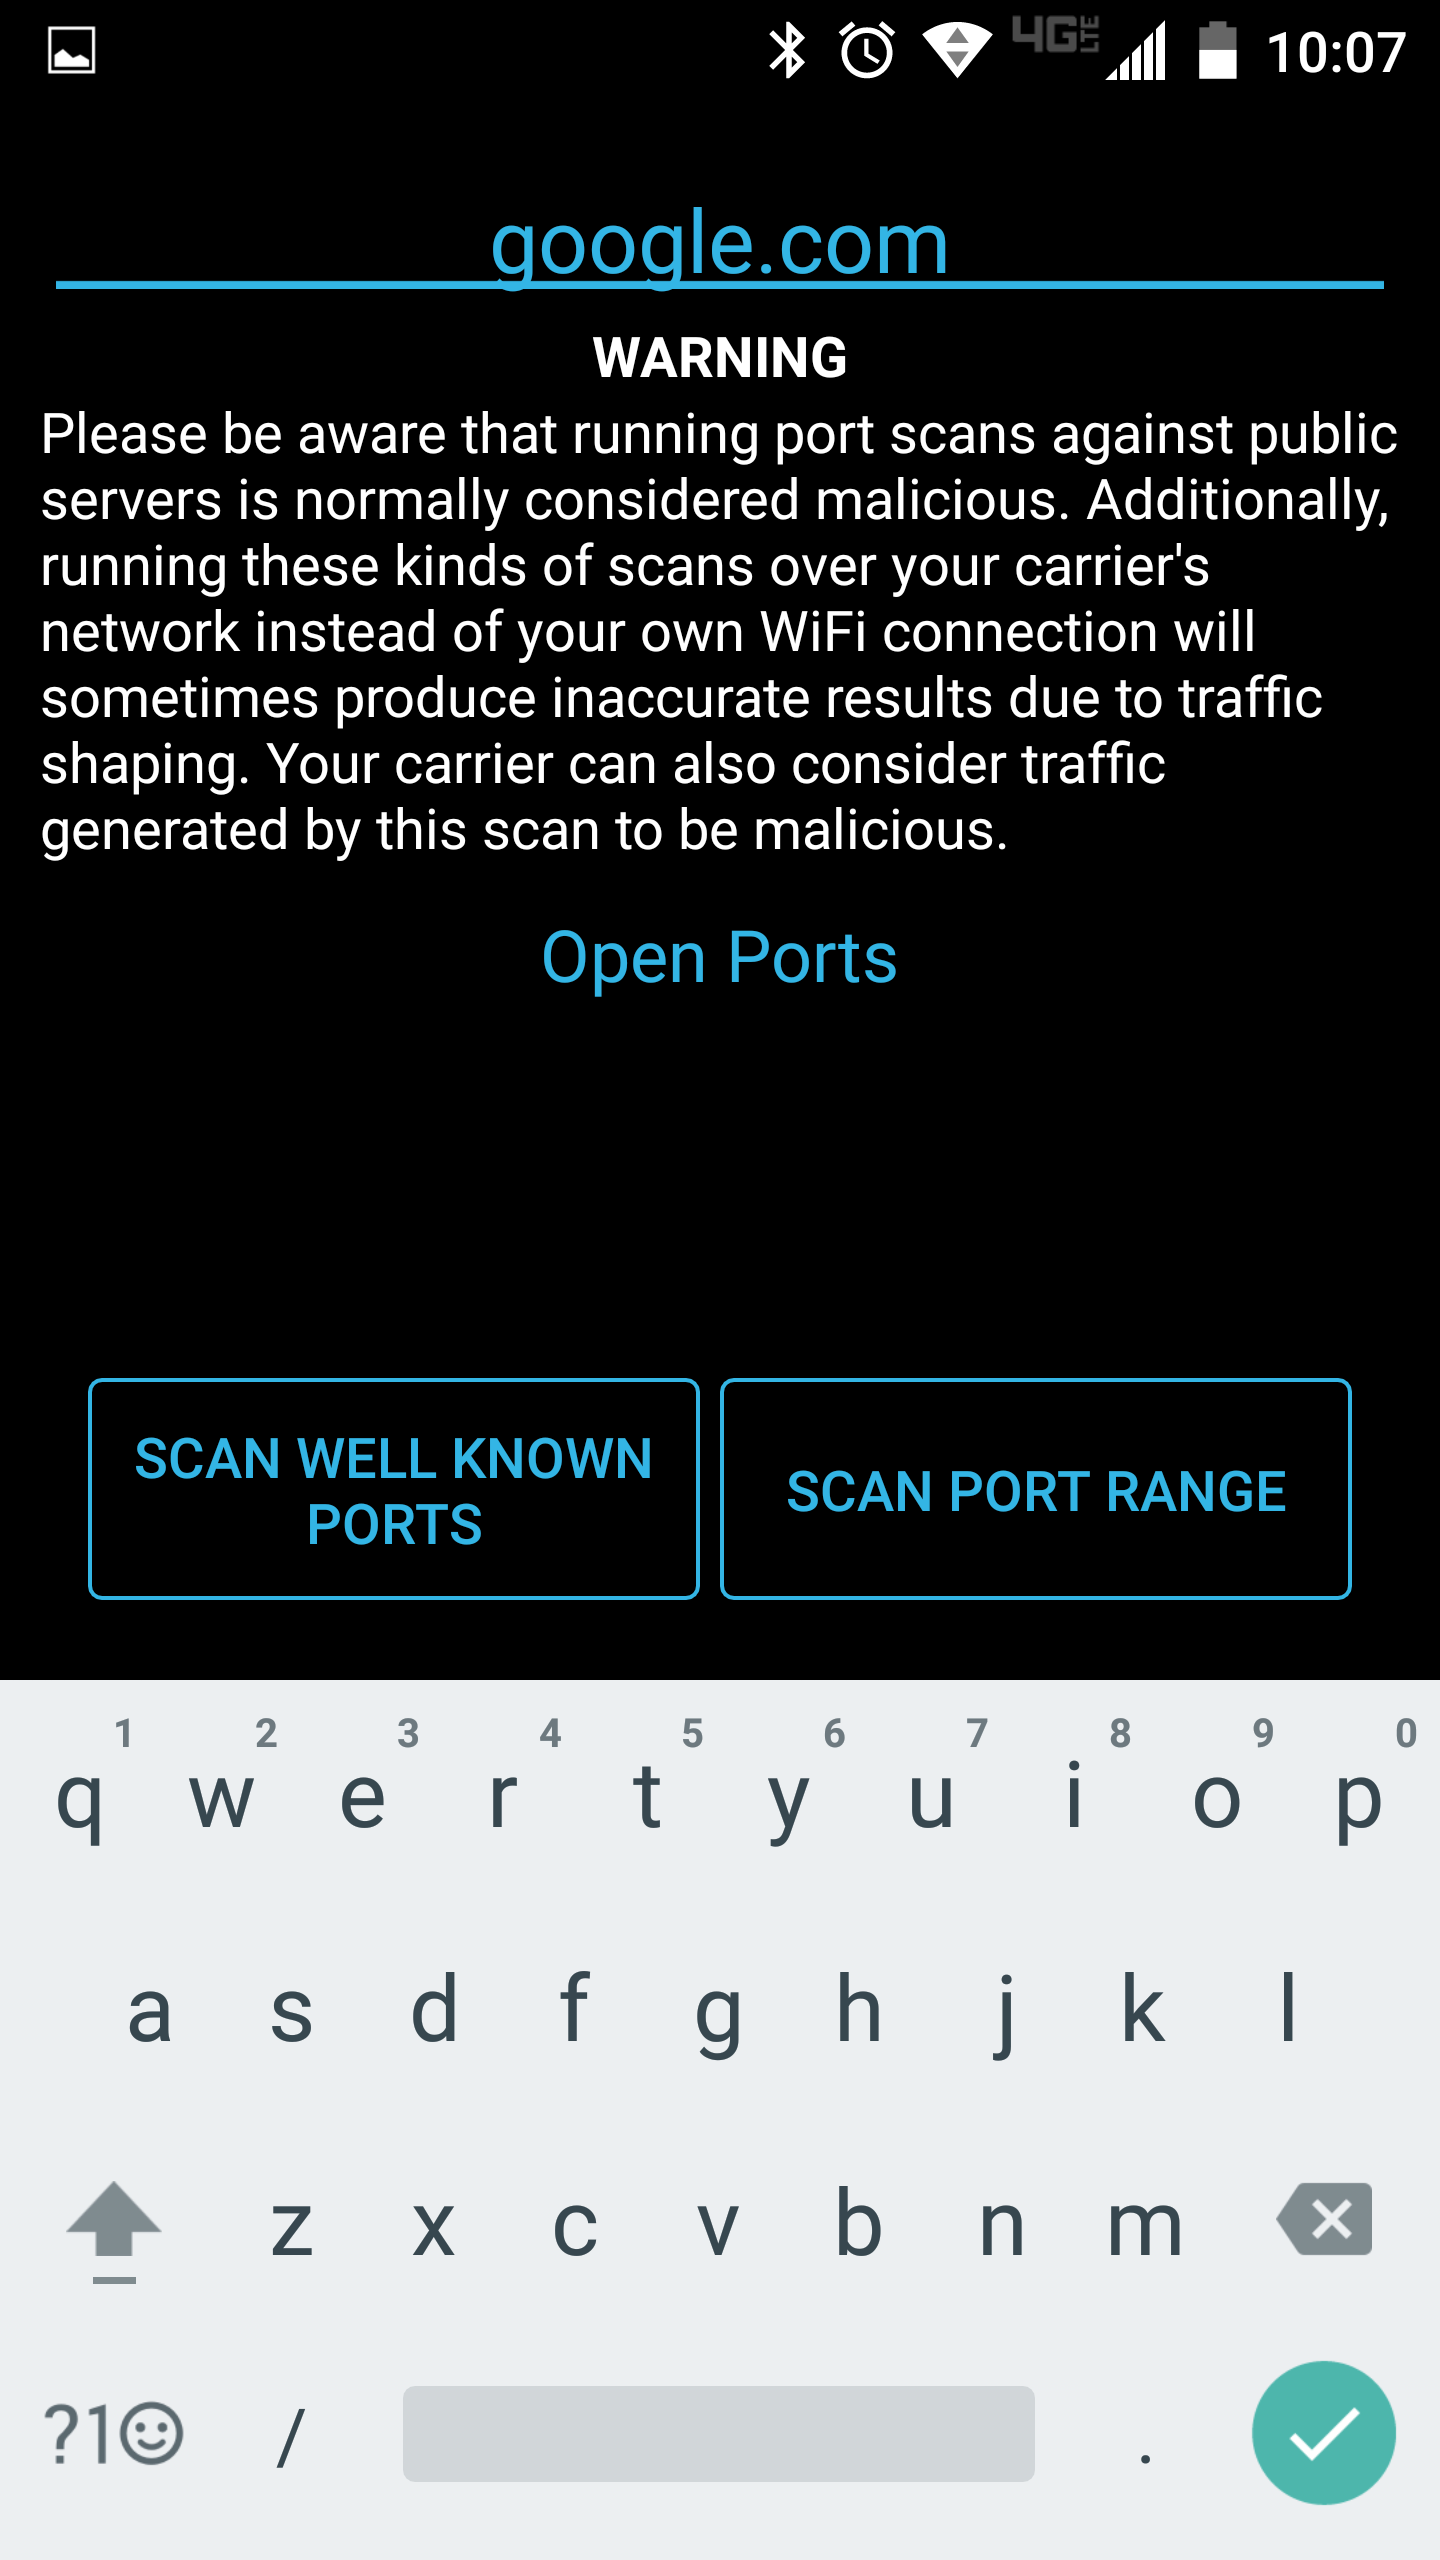 4G LTE 10:07
google.com
WARNING
Please be aware that running port scans against public
servers is normally considered malicious. Additionally,
running these kinds of scans over your carrier's
network instead of your own WiFi connection will
sometimes produce inaccurate results due to traffic
shaping. Your carrier can also consider traffic
generated by this scan to be malicious.
Open Ports
SCAN WELL KNOWN
PORTS
SCAN PORT RANGE
1 2 3 4 5 6 7 8 9 0
q w e r t y u i o p
a s d f g h j k l
z x c v b n m
?1☺ / .